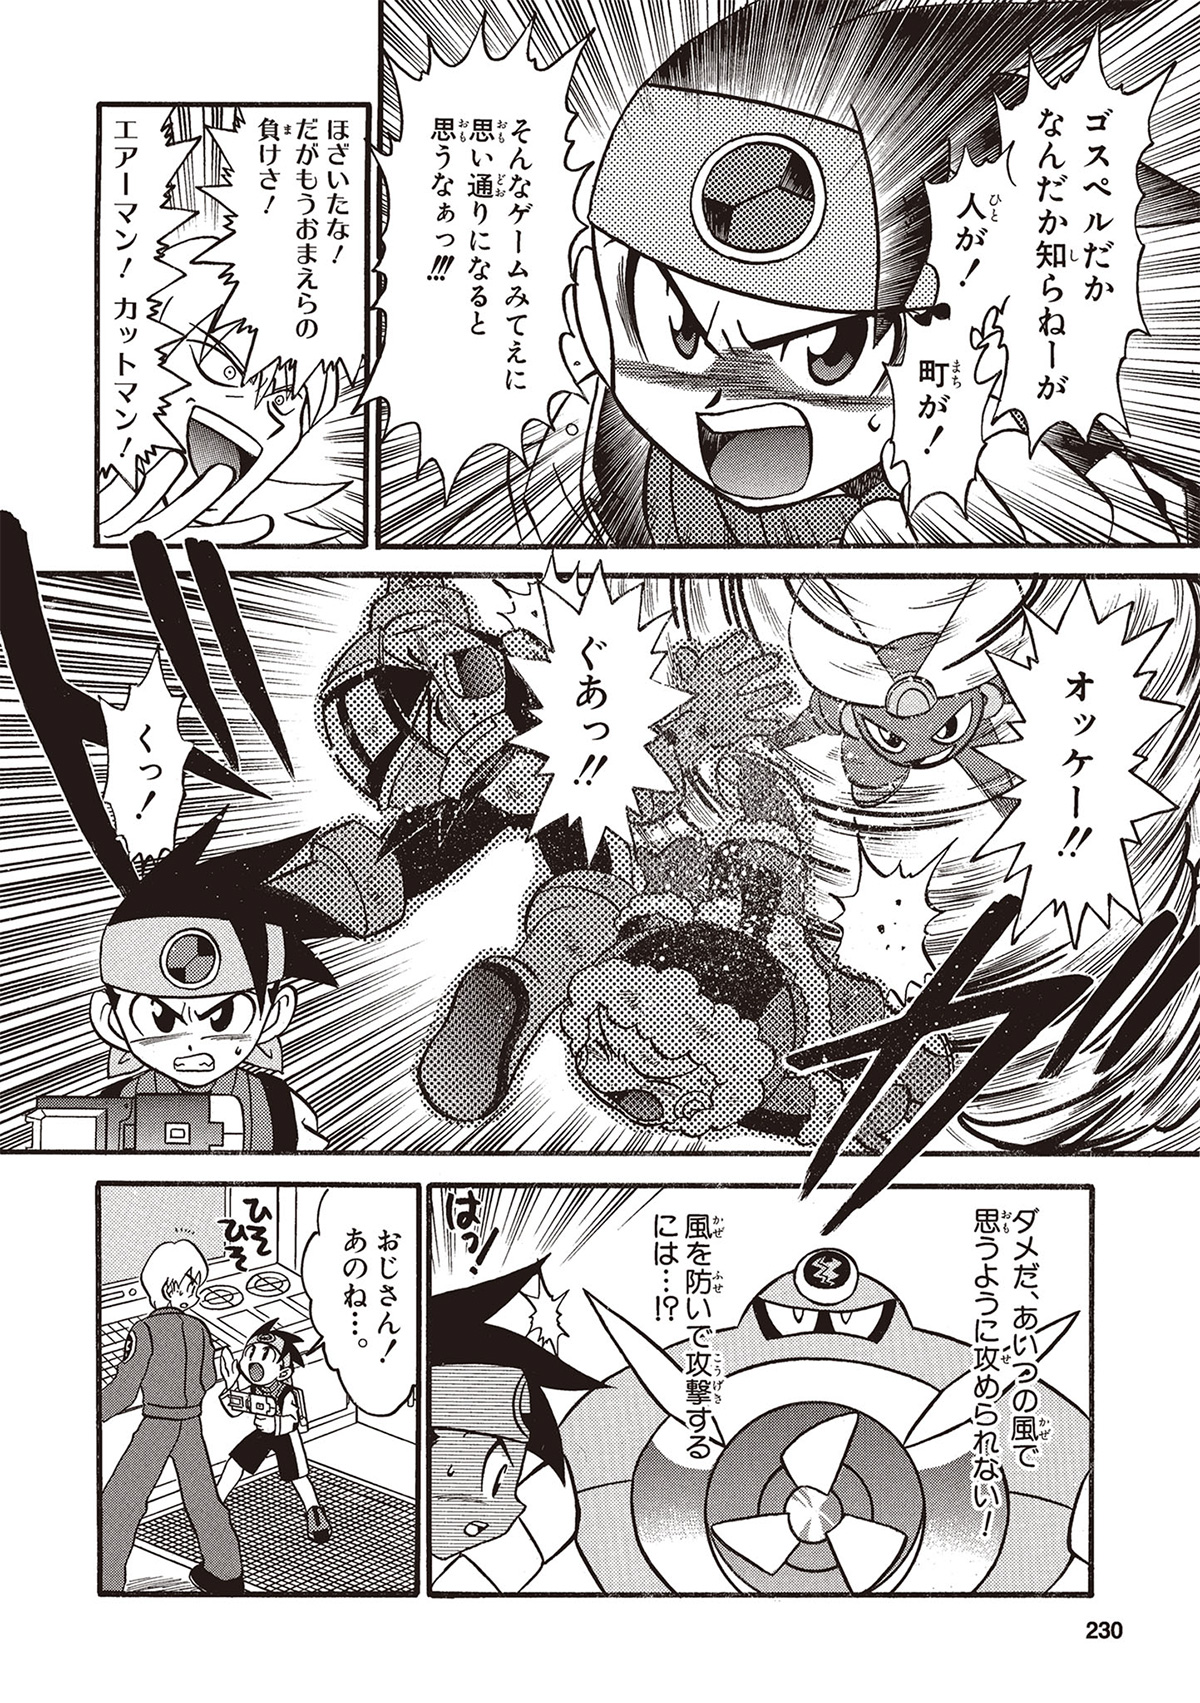 ゴスペルだか
なんだか知らねーが
人が！
町が！
そんなゲームみてえに
思い通りになると
思うなぁっ!!!
ほざいたな！
だがもうおまえらの
負けさ！
エアーマン！カットマン！
オッケー!!
ぐあっ!!
くっ！
ダメだ、あいつの風で
思うように攻められない！
風を防いで攻撃する
には…!?
はっ！
おじさん！
あのね…。
ひそ
ひそ
230